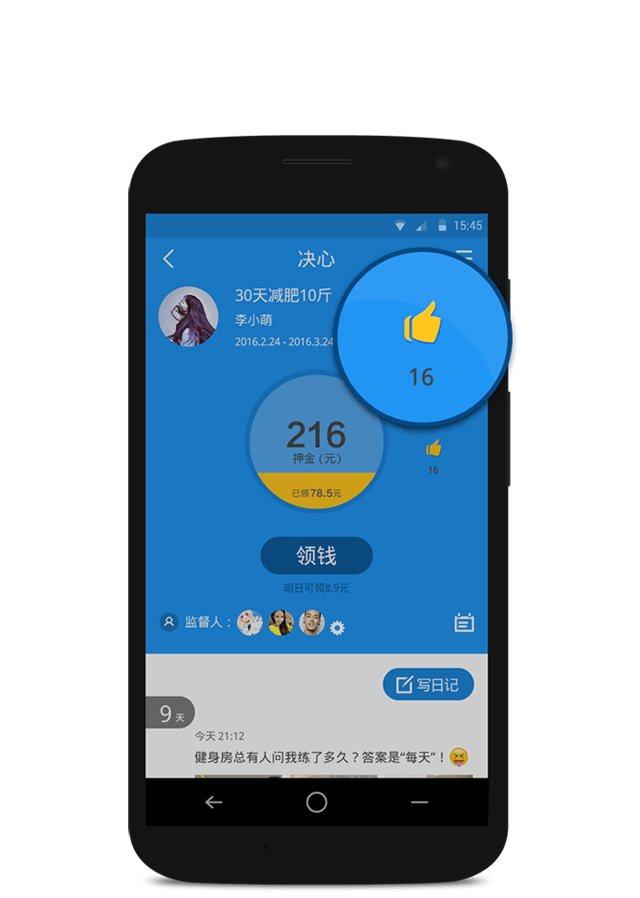 15:45
决心
30天减肥10斤
李小萌
2016.2.24 - 2016.3.24
16
216
押金(元)
16
已领78.5元
领钱
明日可领8.9元
监督人：
写日记
9天
今天 21:12
健身房总有人问我练了多久？答案是“每天”！